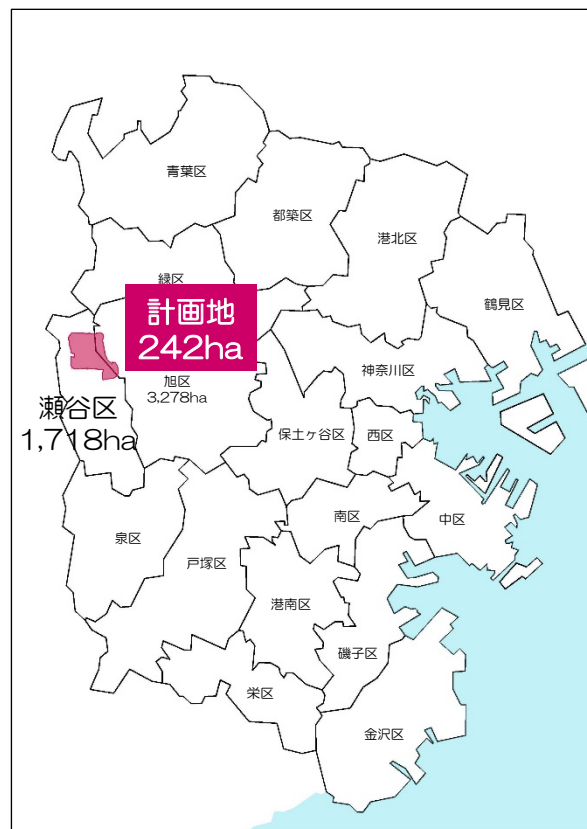 青葉区
都築区
港北区
緑区
鶴見区
計画地
242ha
神奈川区
旭区
3,278ha
瀬谷区
1,718ha
保土ヶ谷区
西区
南区
中区
泉区
戸塚区
港南区
磯子区
栄区
金沢区